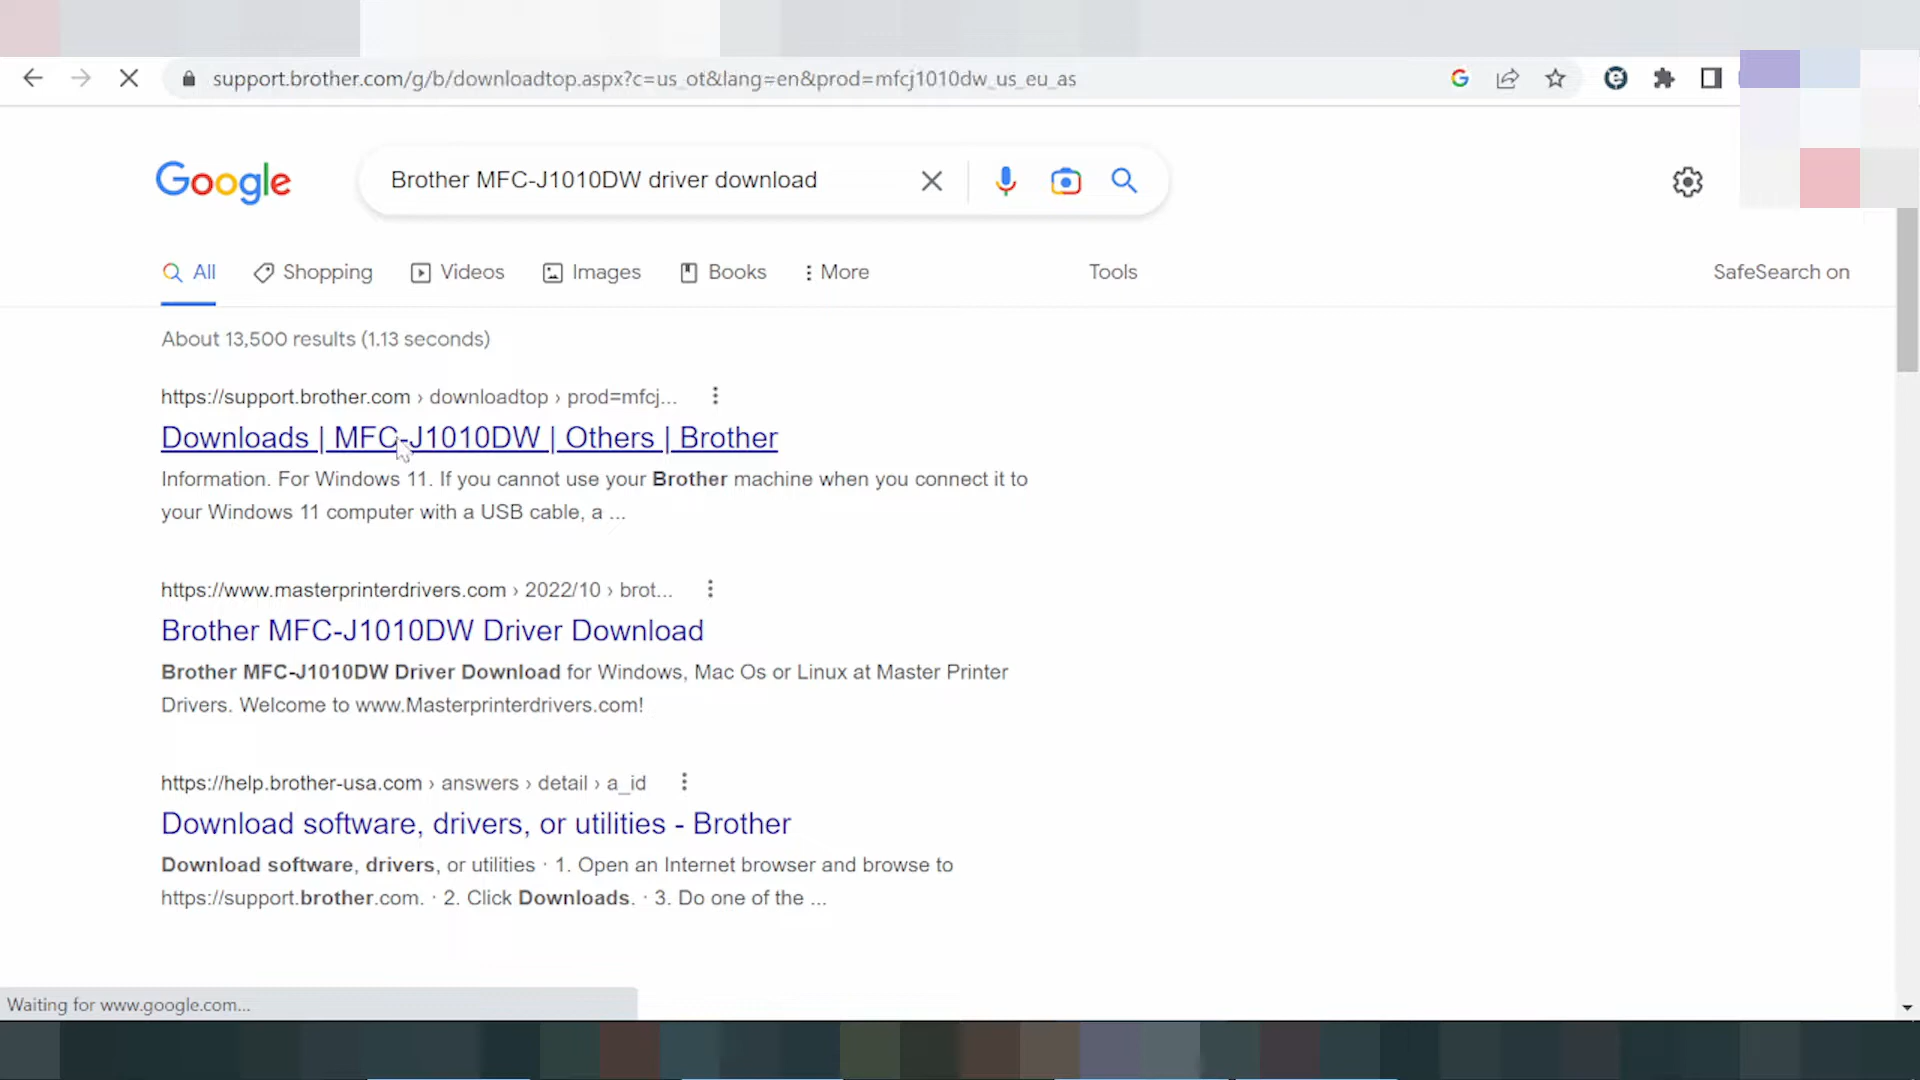 support.brother.com/g/b/downloadtop.aspx?c=us_ot&lang=en&prod=mfcj1010dw_us_eu_as
Google
Brother MFC-J1010DW driver download
All Shopping Videos Images Books More Tools SafeSearch on
About 13,500 results (1.13 seconds)
https://support.brother.com › downloadtop › prod=mfcj...
Downloads | MFC-J1010DW | Others | Brother
Information. For Windows 11. If you cannot use your Brother machine when you connect it to
your Windows 11 computer with a USB cable, a ...
https://www.masterprinterdrivers.com › 2022/10 › brot...
Brother MFC-J1010DW Driver Download
Brother MFC-J1010DW Driver Download for Windows, Mac Os or Linux at Master Printer
Drivers. Welcome to www.Masterprinterdrivers.com!
https://help.brother-usa.com › answers › detail › a_id
Download software, drivers, or utilities - Brother
Download software, drivers, or utilities · 1. Open an Internet browser and browse to
https://support.brother.com. · 2. Click Downloads. · 3. Do one of the ...
Waiting for www.google.com...